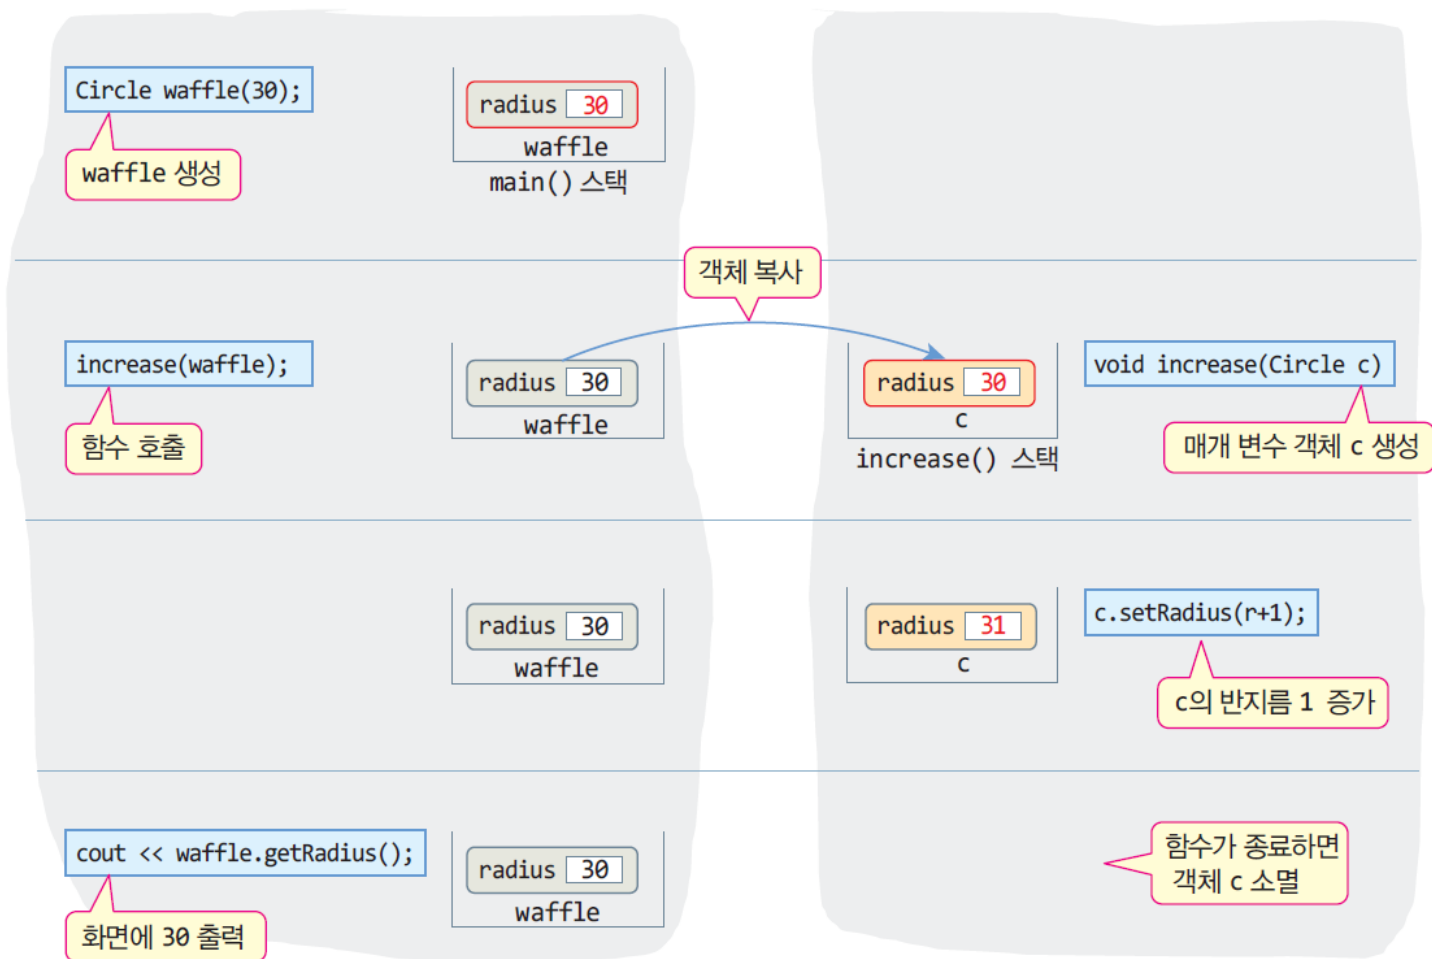 Circle waffle(30);
waffle 생성
radius 30
waffle
main() 스택
객체 복사
increase(waffle);
함수 호출
radius 30
waffle
radius 30
c
increase() 스택
void increase(Circle c)
매개 변수 객체 c 생성
radius 30
waffle
radius 31
c
c.setRadius(r+1);
c의 반지름 1 증가
cout << waffle.getRadius();
화면에 30 출력
radius 30
waffle
함수가 종료하면
객체 c 소멸